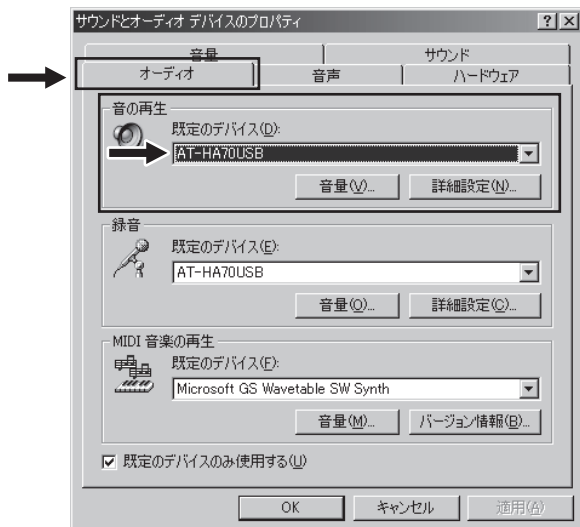 サウンドとオーディオ デバイスのプロパティ
音量 サウンド
オーディオ 音声 ハードウェア
音の再生
既定のデバイス(D):
AT-HA70USB
音量(V)... 詳細設定(N)...
録音
既定のデバイス(E):
AT-HA70USB
音量(O)... 詳細設定(C)...
MIDI 音楽の再生
既定のデバイス(F):
Microsoft GS Wavetable SW Synth
音量(M)... バージョン情報(B)...
既定のデバイスのみ使用する(U)
OK キャンセル 適用(A)